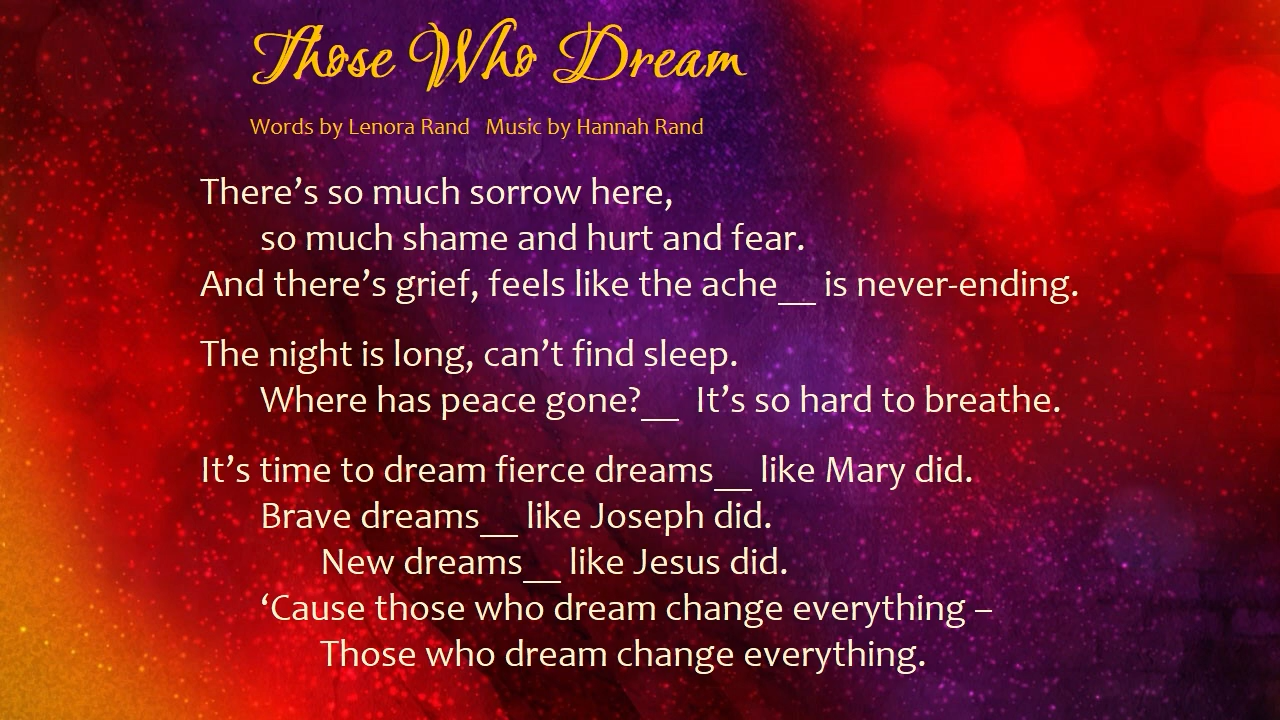 Those Who Dream
Words by Lenora Rand   Music by Hannah Rand
There’s so much sorrow here,
so much shame and hurt and fear.
And there’s grief, feels like the ache__ is never-ending.
The night is long, can’t find sleep.
Where has peace gone?__  It’s so hard to breathe.
It’s time to dream fierce dreams__ like Mary did.
Brave dreams__ like Joseph did.
New dreams__ like Jesus did.
‘Cause those who dream change everything –
Those who dream change everything.